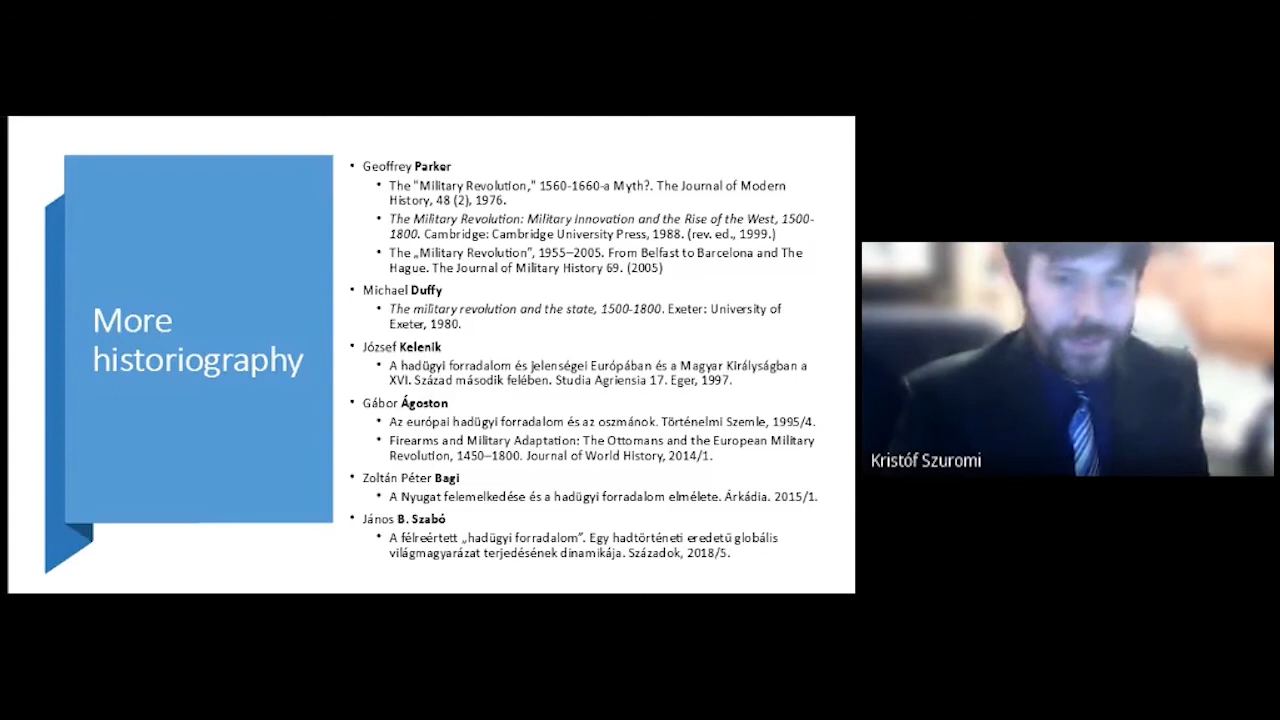 More
historiography
• Geoffrey Parker
• The "Military Revolution," 1560-1660-a Myth?. The Journal of Modern
History, 48 (2), 1976.
• The Military Revolution: Military Innovation and the Rise of the West, 1500-
1800. Cambridge: Cambridge University Press, 1988. (rev. ed., 1999.)
• The „Military Revolution”, 1955–2005. From Belfast to Barcelona and The
Hague. The Journal of Military History 69. (2005)
• Michael Duffy
• The military revolution and the state, 1500-1800. Exeter: University of
Exeter, 1980.
• József Kelenik
• A hadügyi forradalom és jelenségei Európában és a Magyar Királyságban a
XVI. Század második felében. Studia Agriensia 17. Eger, 1997.
• Gábor Ágoston
• Az európai hadügyi forradalom és az oszmánok. Történelmi Szemle, 1995/4.
• Firearms and Military Adaptation: The Ottomans and the European Military
Revolution, 1450–1800. Journal of World History, 2014/1.
• Zoltán Péter Bagi
• A Nyugat felemelkedése és a hadügyi forradalom elmélete. Árkádia. 2015/1.
• János B. Szabó
• A félreértett „hadügyi forradalom”. Egy hadtörténeti eredetű globális
világmagyarázat terjedésének dinamikája. Századok, 2018/5.
Kristóf Szuromi